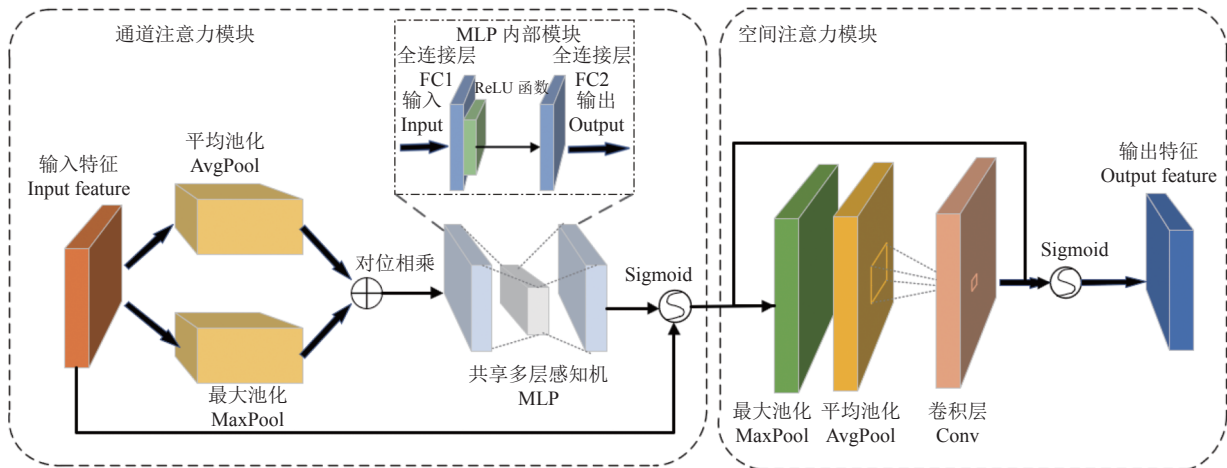 通道注意力模块
MLP 内部模块
全连接层
FC1
ReLU 函数
全连接层
FC2
输入
Input
输出
Output
输入特征
Input feature
平均池化
AvgPool
最大池化
MaxPool
对位相乘
共享多层感知机
MLP
Sigmoid
空间注意力模块
最大池化
MaxPool
平均池化
AvgPool
卷积层
Conv
Sigmoid
输出特征
Output feature